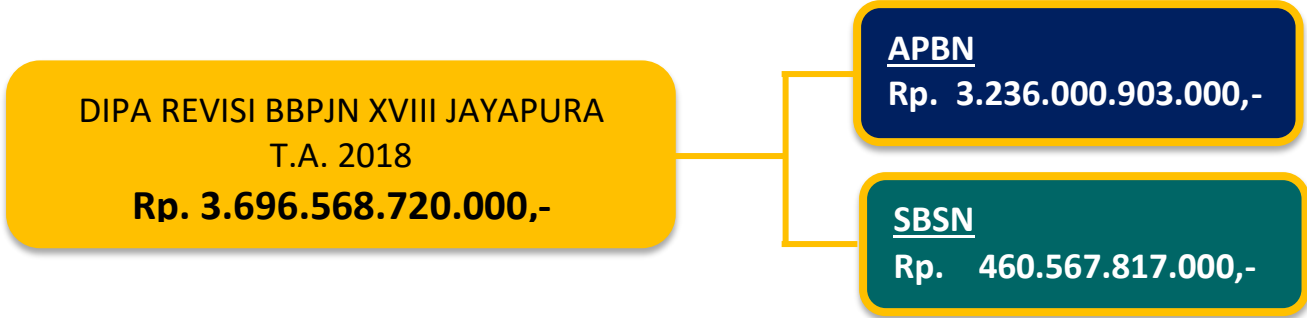 DIPA REVISI BBPJN XVIII JAYAPURA
T.A. 2018
Rp. 3.696.568.720.000,-
APBN
Rp. 3.236.000.903.000,-
SBSN
Rp. 460.567.817.000,-